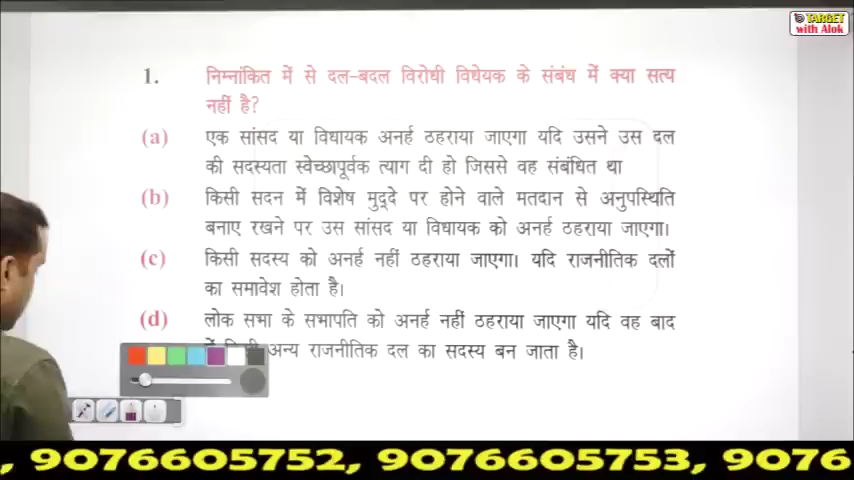 TARGET
with Alok
1. निम्नांकित में से दल-बदल विरोधी विधेयक के संबंध में क्या सत्य
नहीं है?
(a) एक सांसद या विधायक अनर्ह ठहराया जाएगा यदि उसने उस दल
की सदस्यता स्वेच्छापूर्वक त्याग दी हो जिससे वह संबंधित था
(b) किसी सदन में विशेष मुद्दे पर होने वाले मतदान से अनुपस्थिति
बनाए रखने पर उस सांसद या विधायक को अनर्ह ठहराया जाएगा।
(c) किसी सदस्य को अनर्ह नहीं ठहराया जाएगा। यदि राजनीतिक दलों
का समावेश होता है।
(d) लोक सभा के सभापति को अनर्ह नहीं ठहराया जाएगा यदि वह बाद
अन्य राजनीतिक दल का सदस्य बन जाता है।
, 9076605752, 9076605753, 9076